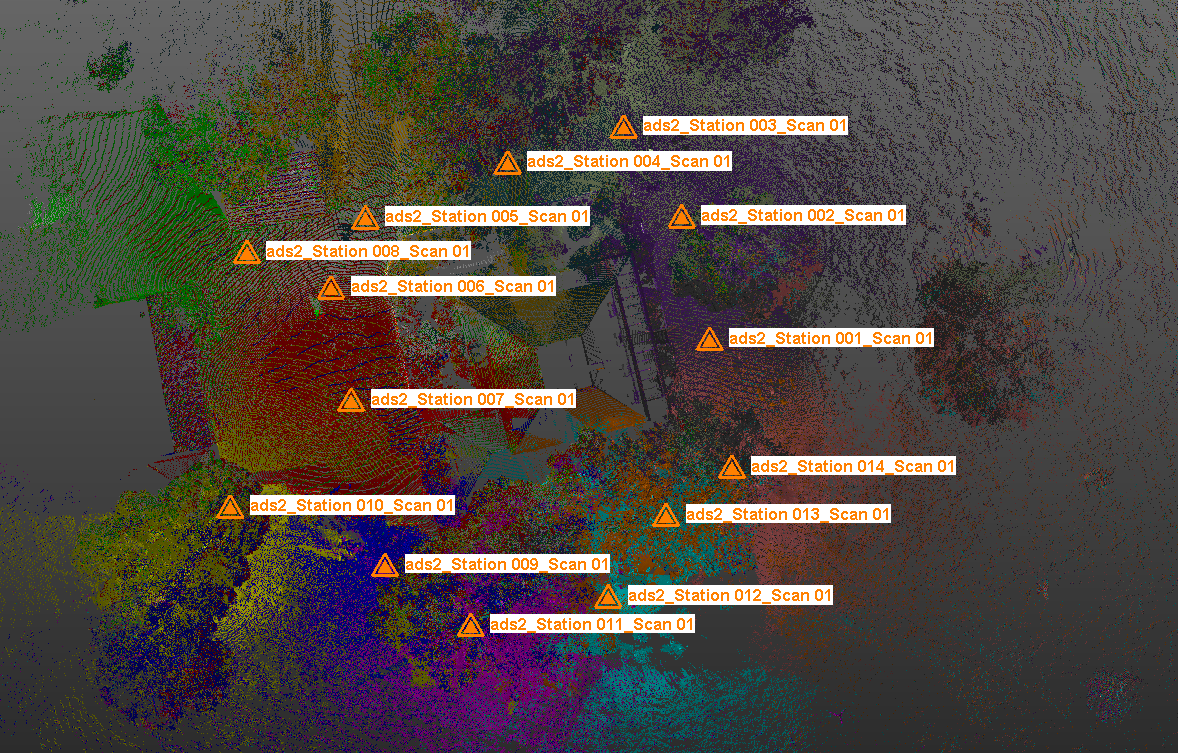 ads2_Station 003_Scan 01
ads2_Station 004_Scan 01
ads2_Station 005_Scan 01
ads2_Station 002_Scan 01
ads2_Station 008_Scan 01
ads2_Station 006_Scan 01
ads2_Station 001_Scan 01
ads2_Station 007_Scan 01
ads2_Station 014_Scan 01
ads2_Station 010_Scan 01
ads2_Station 013_Scan 01
ads2_Station 009_Scan 01
ads2_Station 012_Scan 01
ads2_Station 011_Scan 01